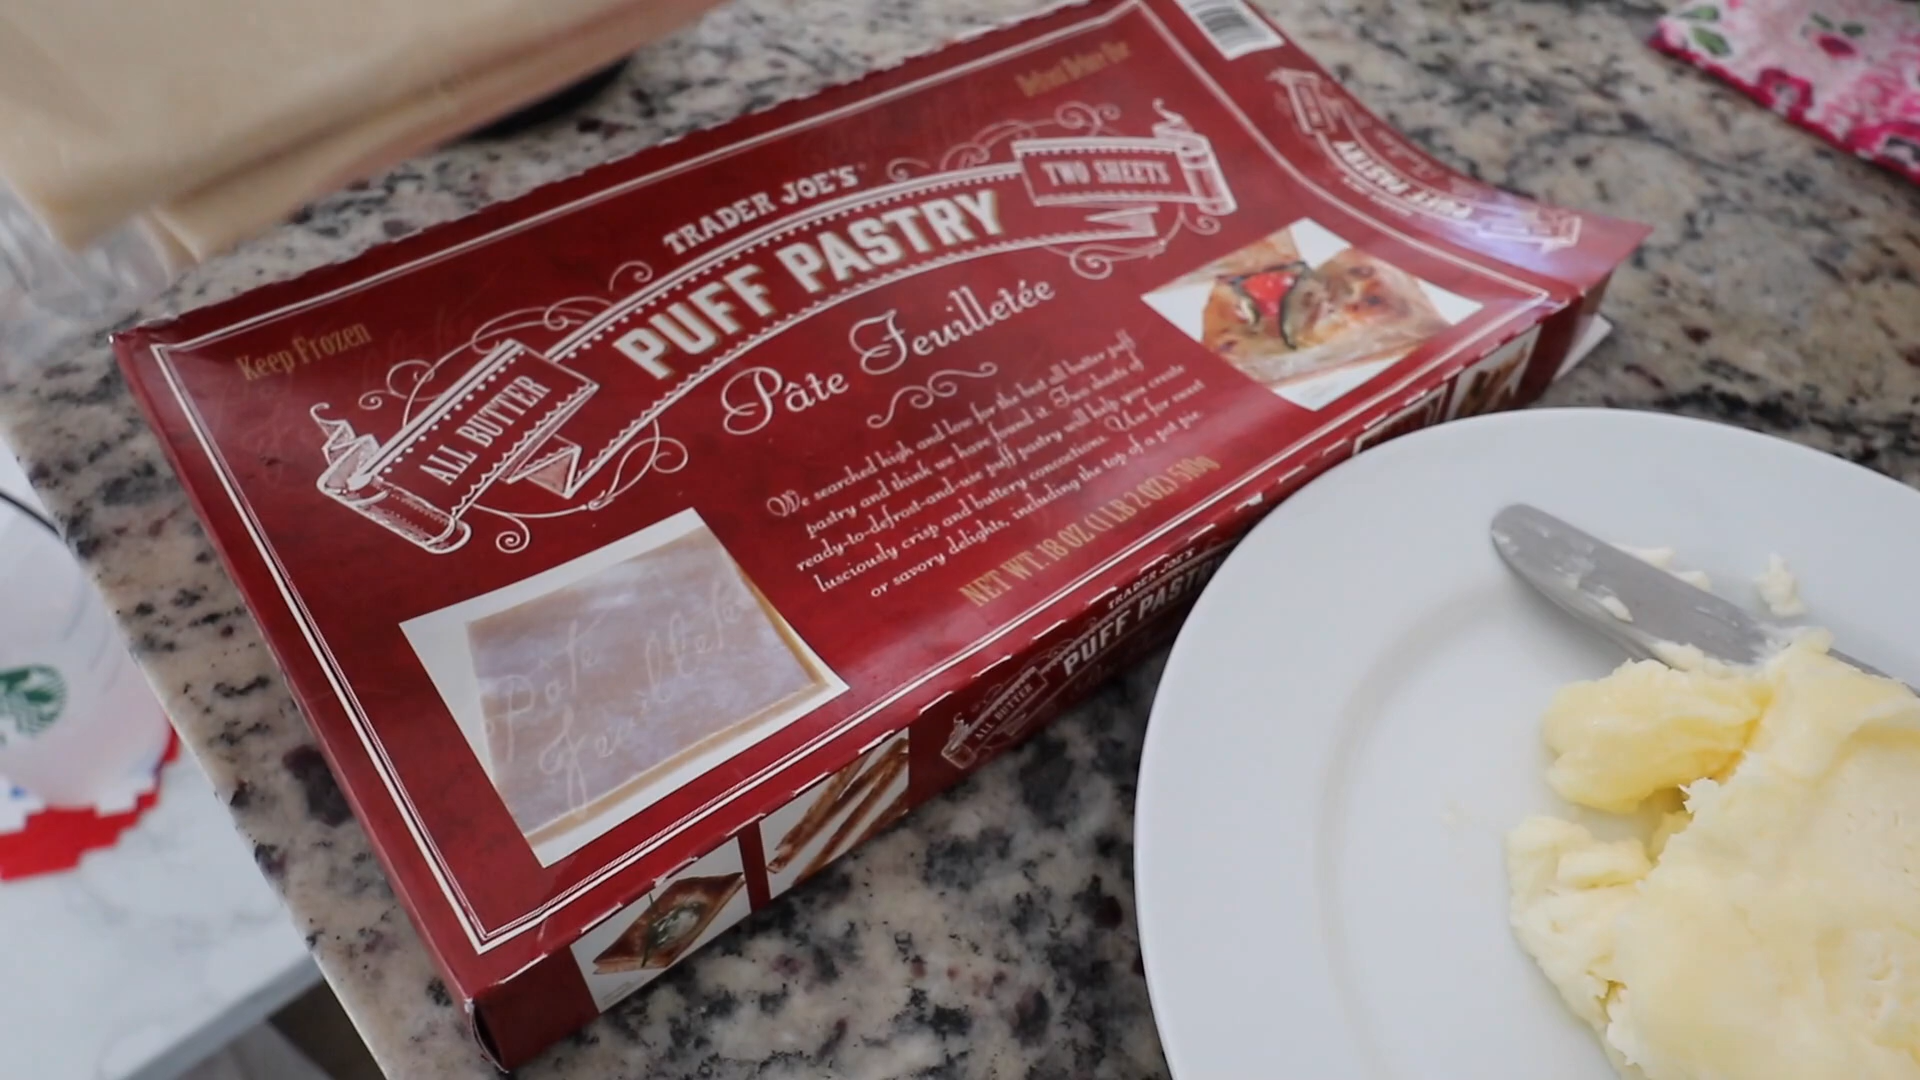 Defrost Before Use
TRADER JOE'S
TWO SHEETS
PUFF PASTRY
Keep Frozen
ALL BUTTER
Pâte Feuilletée
We searched high and low for the best all butter puff
pastry and think we have found it. Two sheets of
ready-to-defrost-and-use puff pastry will help you create
lusciously crisp and buttery concoctions. Use for sweet
or savory delights, including the top of a pot pie.
NET WT. 18 OZ (1 LB 2 OZ) 510g
Pate
Feuilletée
TRADER JOE'S
PUFF PAST
ALL BUTTER
PUFF PASTRY